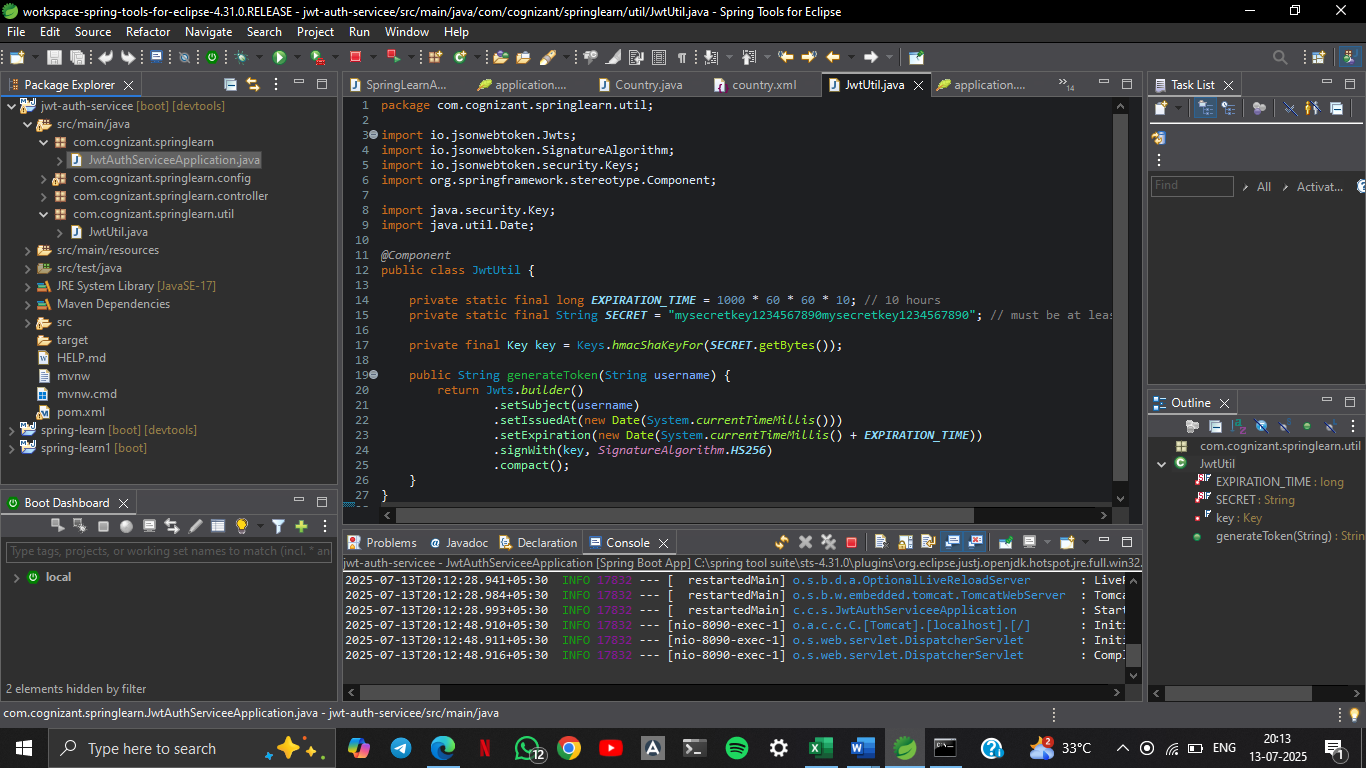 workspace-spring-tools-for-eclipse-4.31.0.RELEASE - jwt-auth-servicee/src/main/java/com/cognizant/springlearn/util/JwtUtil.java - Spring Tools for Eclipse
File Edit Source Refactor Navigate Search Project Run Window Help
Package Explorer
jwt-auth-servicee [boot] [devtools]
src/main/java
com.cognizant.springlearn
JwtAuthServiceeApplication.java
com.cognizant.springlearn.config
com.cognizant.springlearn.controller
com.cognizant.springlearn.util
JwtUtil.java
src/main/resources
src/test/java
JRE System Library [JavaSE-17]
Maven Dependencies
src
target
HELP.md
mvnw
mvnw.cmd
pom.xml
spring-learn [boot] [devtools]
spring-learn1 [boot]
Boot Dashboard
Type tags, projects, or working set names to match (incl. * an
local
2 elements hidden by filter
SpringLearnA... application.... Country.java country.xml JwtUtil.java application.... 14
1 package com.cognizant.springlearn.util;
2
3 import io.jsonwebtoken.Jwts;
4 import io.jsonwebtoken.SignatureAlgorithm;
5 import io.jsonwebtoken.security.Keys;
6 import org.springframework.stereotype.Component;
7
8 import java.security.Key;
9 import java.util.Date;
10
11 @Component
12 public class JwtUtil {
13
14 private static final long EXPIRATION_TIME = 1000 * 60 * 60 * 10; // 10 hours
15 private static final String SECRET = "mysecretkey1234567890mysecretkey1234567890"; // must be at leas
16
17 private final Key key = Keys.hmacShaKeyFor(SECRET.getBytes());
18
19 public String generateToken(String username) {
20 return Jwts.builder()
21 .setSubject(username)
22 .setIssuedAt(new Date(System.currentTimeMillis()))
23 .setExpiration(new Date(System.currentTimeMillis() + EXPIRATION_TIME))
24 .signWith(key, SignatureAlgorithm.HS256)
25 .compact();
26 }
27 }
Problems Javadoc Declaration Console
jwt-auth-servicee - JwtAuthServiceeApplication [Spring Boot App] C:\spring tool suite\sts-4.31.0\plugins\org.eclipse.justj.openjdk.hotspot.jre.full.win32.
2025-07-13T20:12:28.941+05:30 INFO 17832 --- [ restartedMain] o.s.b.d.a.OptionalLiveReloadServer : LiveR
2025-07-13T20:12:28.984+05:30 INFO 17832 --- [ restartedMain] o.s.b.w.embedded.tomcat.TomcatWebServer : Tomca
2025-07-13T20:12:28.993+05:30 INFO 17832 --- [ restartedMain] c.c.s.JwtAuthServiceeApplication : Start
2025-07-13T20:12:48.910+05:30 INFO 17832 --- [nio-8090-exec-1] o.a.c.c.C.[Tomcat].[localhost].[/] : Initi
2025-07-13T20:12:48.911+05:30 INFO 17832 --- [nio-8090-exec-1] o.s.web.servlet.DispatcherServlet : Initi
2025-07-13T20:12:48.916+05:30 INFO 17832 --- [nio-8090-exec-1] o.s.web.servlet.DispatcherServlet : Compl
Task List
Find All Activat...
Outline
com.cognizant.springlearn.util
JwtUtil
EXPIRATION_TIME : long
SECRET : String
key : Key
generateToken(String) : Strin
com.cognizant.springlearn.JwtAuthServiceeApplication.java - jwt-auth-servicee/src/main/java
Type here to search
12
2
33°C
ENG
20:13
13-07-2025
1